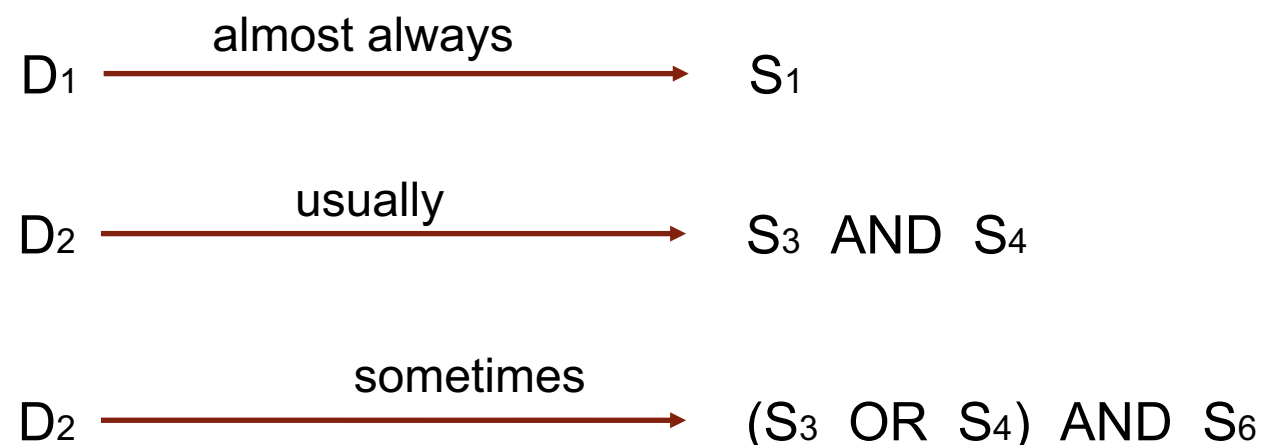 almost always
D1 S1
usually
D2 S3 AND S4
sometimes
D2 (S3 OR S4) AND S6